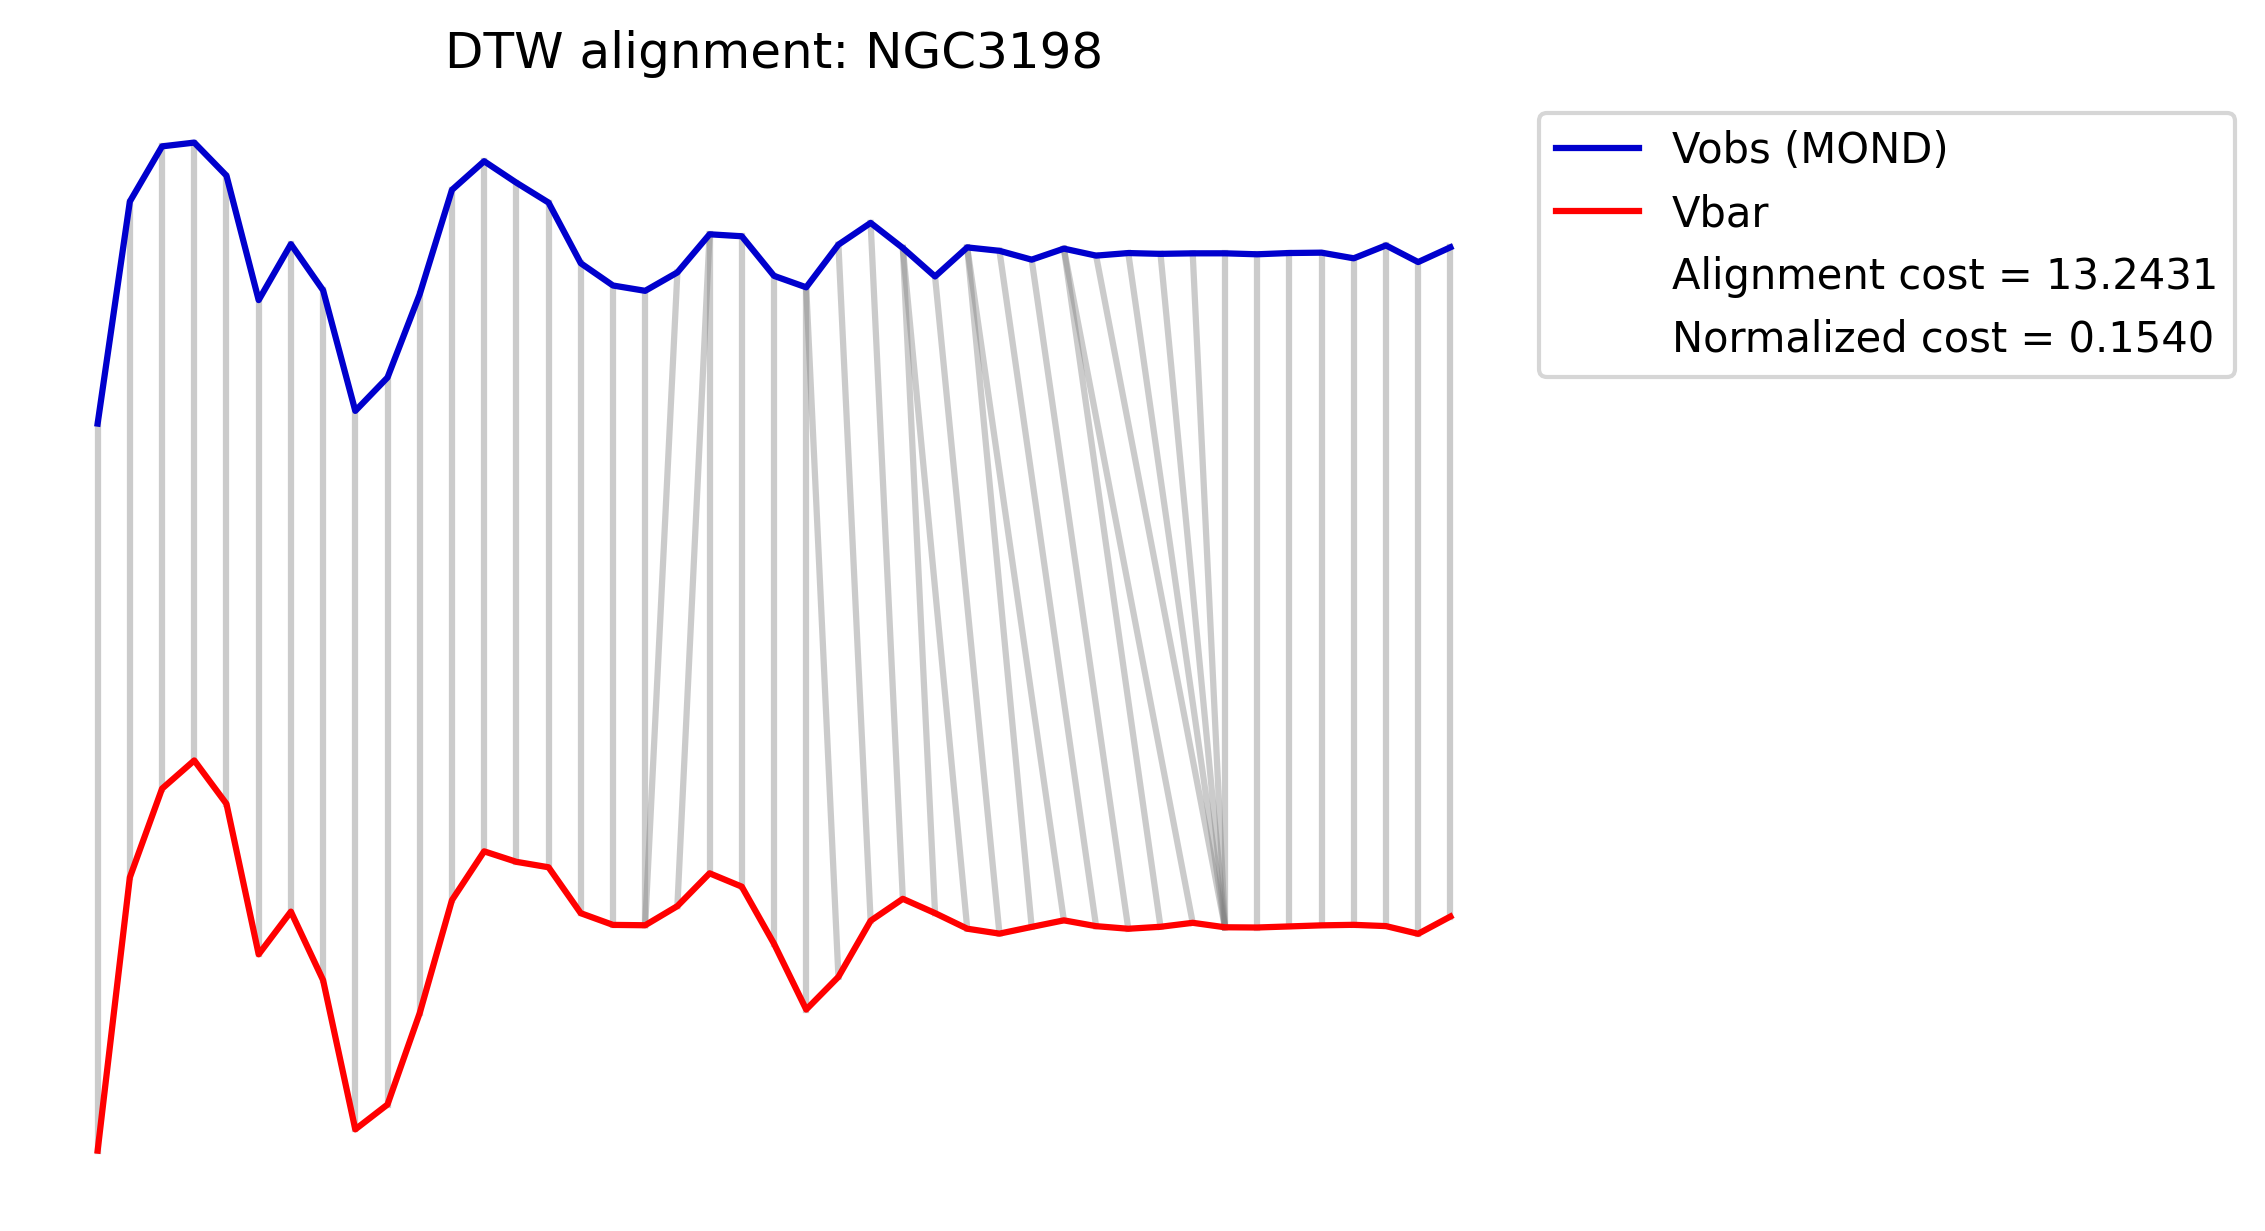 DTW alignment: NGC3198
Vobs (MOND)
Vbar
Alignment cost = 13.2431
Normalized cost = 0.1540